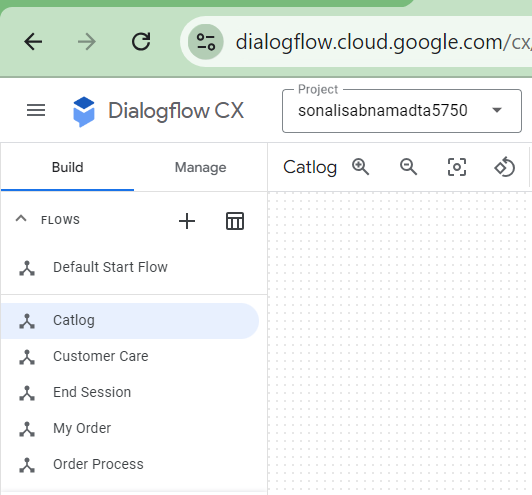 dialogflow.cloud.google.com/cx
Dialogflow CX
Project
sonalisabnamadta5750
Build
Manage
Catlog
FLOWS
Default Start Flow
Catlog
Customer Care
End Session
My Order
Order Process